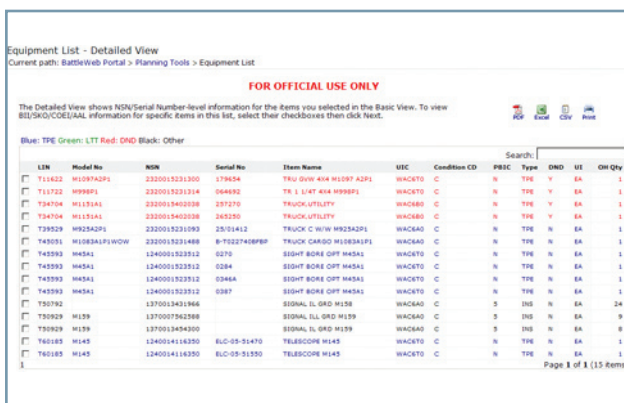 Equipment List - Detailed View
Current path: BattleWeb Portal > Planning Tools > Equipment List
FOR OFFICIAL USE ONLY
The Detailed View shows NSN/Serial Number-level information for the items you selected in the Basic View. To view
BII/SKO/COEI/AAL information for specific items in this list, select their checkboxes then click Next.
PDF Excel CSV Print
Blue: TPE Green: LTT Red: DND Black: Other
Search:
LIN Model No NSN Serial No Item Name UIC Condition CD PBIC Type DND UI OH Qty
T11622 M1097A2P1 2320015231300 179654 TRU GVW 4X4 M1097 A2P1 WAC6T0 C N TPE Y EA 1
T11722 M998P1 2320015231314 064692 TR 1 1/4T 4X4 M998P1 WAC6T0 C N TPE Y EA 1
T34704 M1151A1 2320015402038 257270 TRUCK,UTILITY WAC6B0 C N TPE Y EA 1
T34704 M1151A1 2320015402038 265250 TRUCK,UTILITY WAC6B0 C N TPE Y EA 1
T39529 M925A2P1 2320015231093 25/01412 TRUCK C W/W M925A2P1 WAC6A0 C N TPE N EA 1
T45051 M1083A1P1WOW 2320015231488 B-T022740BFBP TRUCK CARGO M1083A1P1 WAC6A0 C N TPE N EA 1
T45593 M45A1 1240001523512 0270 SIGHT BORE OPT M45A1 WAC6T0 C N TPE N EA 1
T45593 M45A1 1240001523512 0284 SIGHT BORE OPT M45A1 WAC6T0 C N TPE N EA 1
T45593 M45A1 1240001523512 0346A SIGHT BORE OPT M45A1 WAC6T0 C N TPE N EA 1
T45593 M45A1 1240001523512 0387 SIGHT BORE OPT M45A1 WAC6T0 C N TPE N EA 1
T50792 1370013431966 SIGNAL IL GRD M158 WAC6A0 C 5 INS N EA 24
T50929 M159 1370007562588 SIGNAL ILL GRD M159 WAC6A0 C 5 INS N EA 9
T50929 M159 1370013454300 SIGNAL IL GRD M159 WAC6A0 C 5 INS N EA 8
T60185 M145 1240014116350 ELC-05-51470 TELESCOPE M145 WAC6T0 C N TPE N EA 1
T60185 M145 1240014116350 ELC-05-51550 TELESCOPE M145 WAC6T0 C N TPE N EA 1
1 Page 1 of 1 (15 items